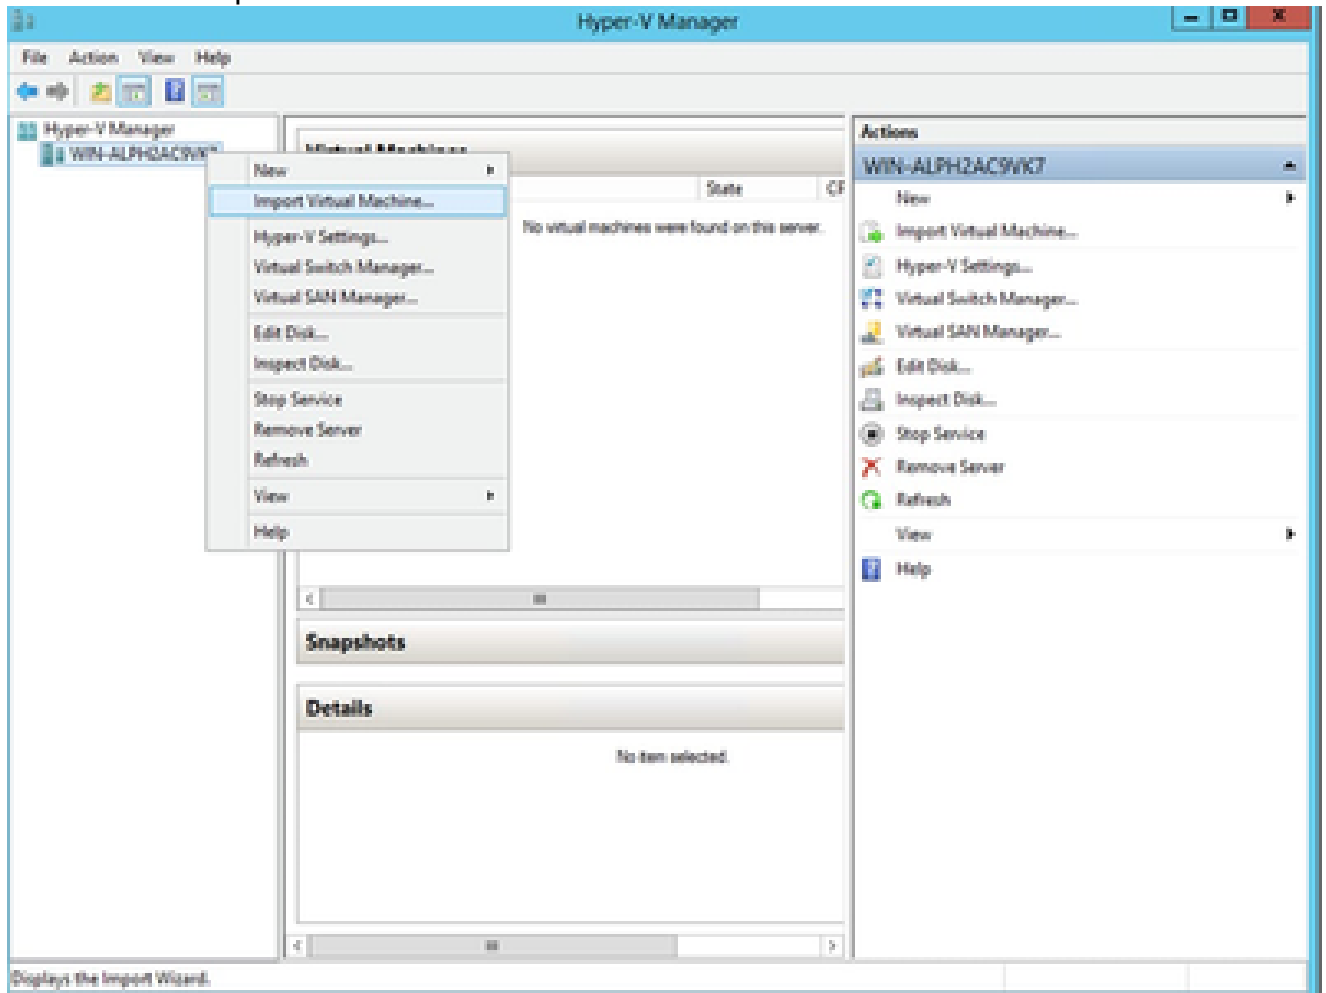 Hyper-V Manager
File Action View Help
Hyper-V Manager
WIN-ALPH2AC9VK7
New
Import Virtual Machine...
Hyper-V Settings...
Virtual Switch Manager...
Virtual SAN Manager...
Edit Disk...
Inspect Disk...
Stop Service
Remove Server
Refresh
View
Help
Virtual Machines
State CP
No virtual machines were found on this server.
Snapshots
Details
No item selected.
Actions
WIN-ALPH2AC9VK7
New
Import Virtual Machine...
Hyper-V Settings...
Virtual Switch Manager...
Virtual SAN Manager...
Edit Disk...
Inspect Disk...
Stop Service
Remove Server
Refresh
View
Help
Displays the Import Wizard.